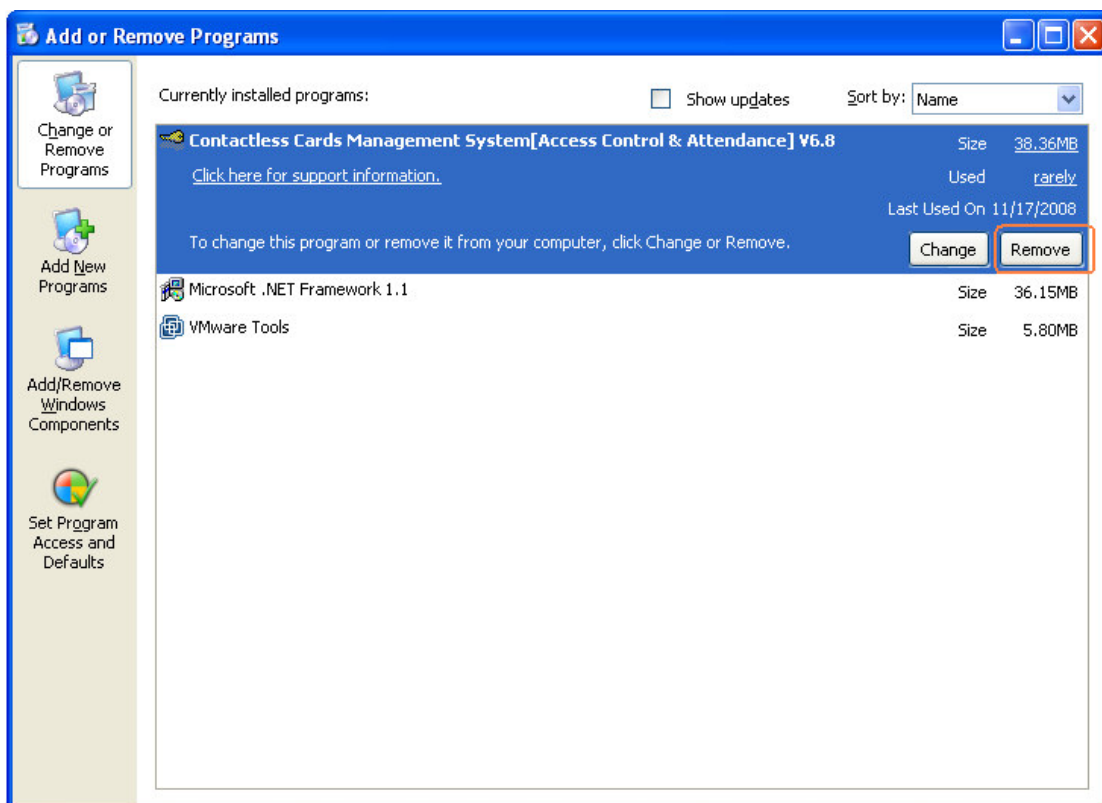 Add or Remove Programs
Change or
Remove
Programs
Add New
Programs
Add/Remove
Windows
Components
Set Program
Access and
Defaults
Currently installed programs:
Show updates
Sort by: Name
Contactless Cards Management System[Access Control & Attendance] V6.8
Size 38.36MB
Click here for support information.
Used rarely
Last Used On 11/17/2008
To change this program or remove it from your computer, click Change or Remove.
Change Remove
Microsoft .NET Framework 1.1 Size 36.15MB
VMware Tools Size 5.80MB